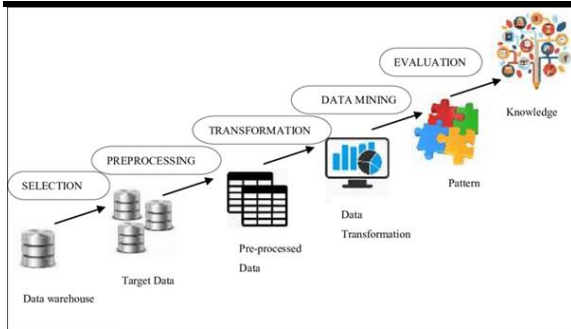 EVALUATION
Knowledge
DATA MINING
TRANSFORMATION
Pattern
PREPROCESSING
Data
Transformation
SELECTION
Pre-processed
Data
Target Data
Data warehouse